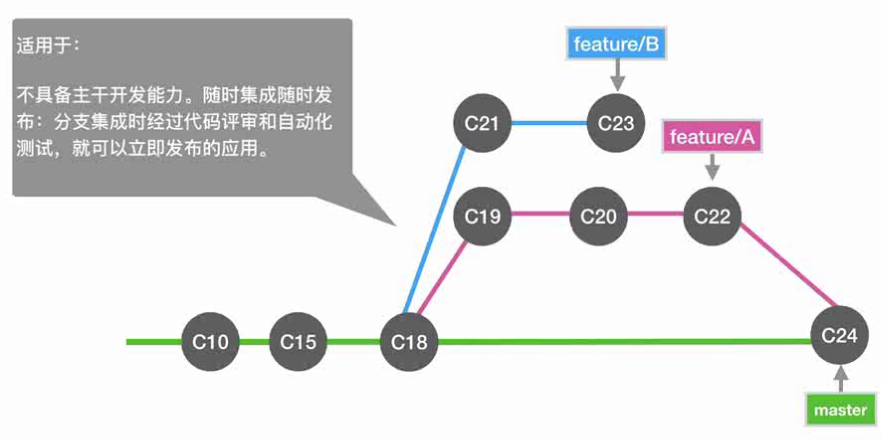 适用于：
不具备主干开发能力。随时集成随时发
布：分支集成时经过代码评审和自动化
测试，就可以立即发布的应用。
feature/B
C21
C23
feature/A
C19
C20
C22
C10
C15
C18
C24
master